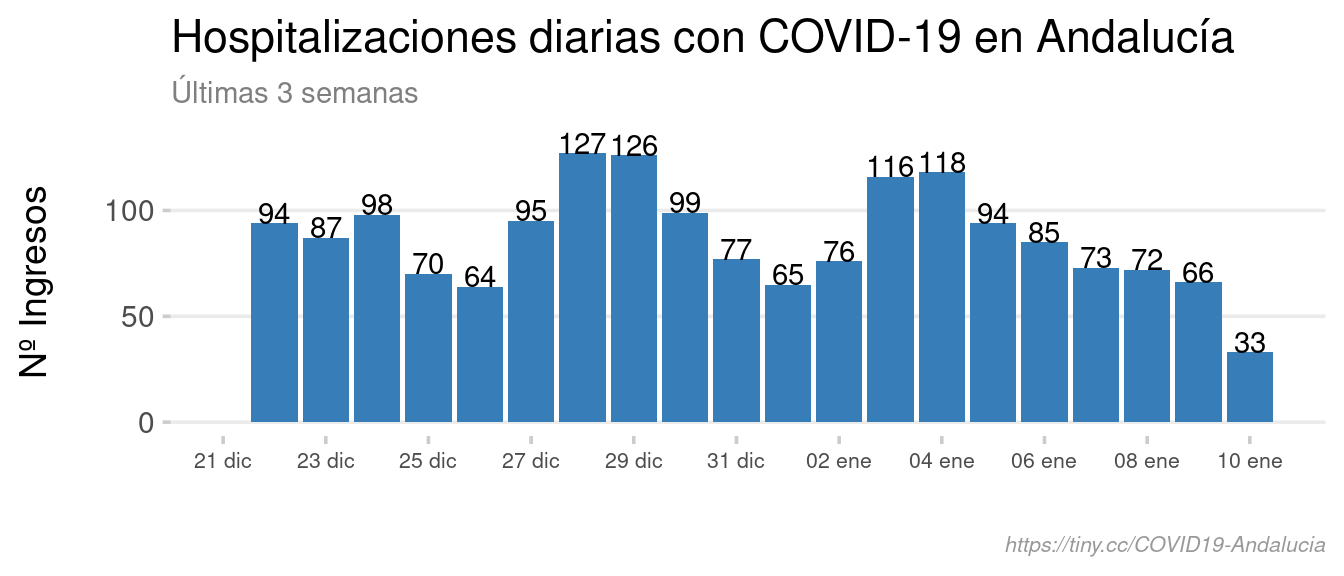 Hospitalizaciones diarias con COVID-19 en Andalucía
Últimas 3 semanas
Nº Ingresos
127 126
116 118
94 87 98 70 64 95 99 77 65 76 94 85 73 72 66 33
100
50
0
21 dic 23 dic 25 dic 27 dic 29 dic 31 dic 02 ene 04 ene 06 ene 08 ene 10 ene
https://tiny.cc/COVID19-Andalucia